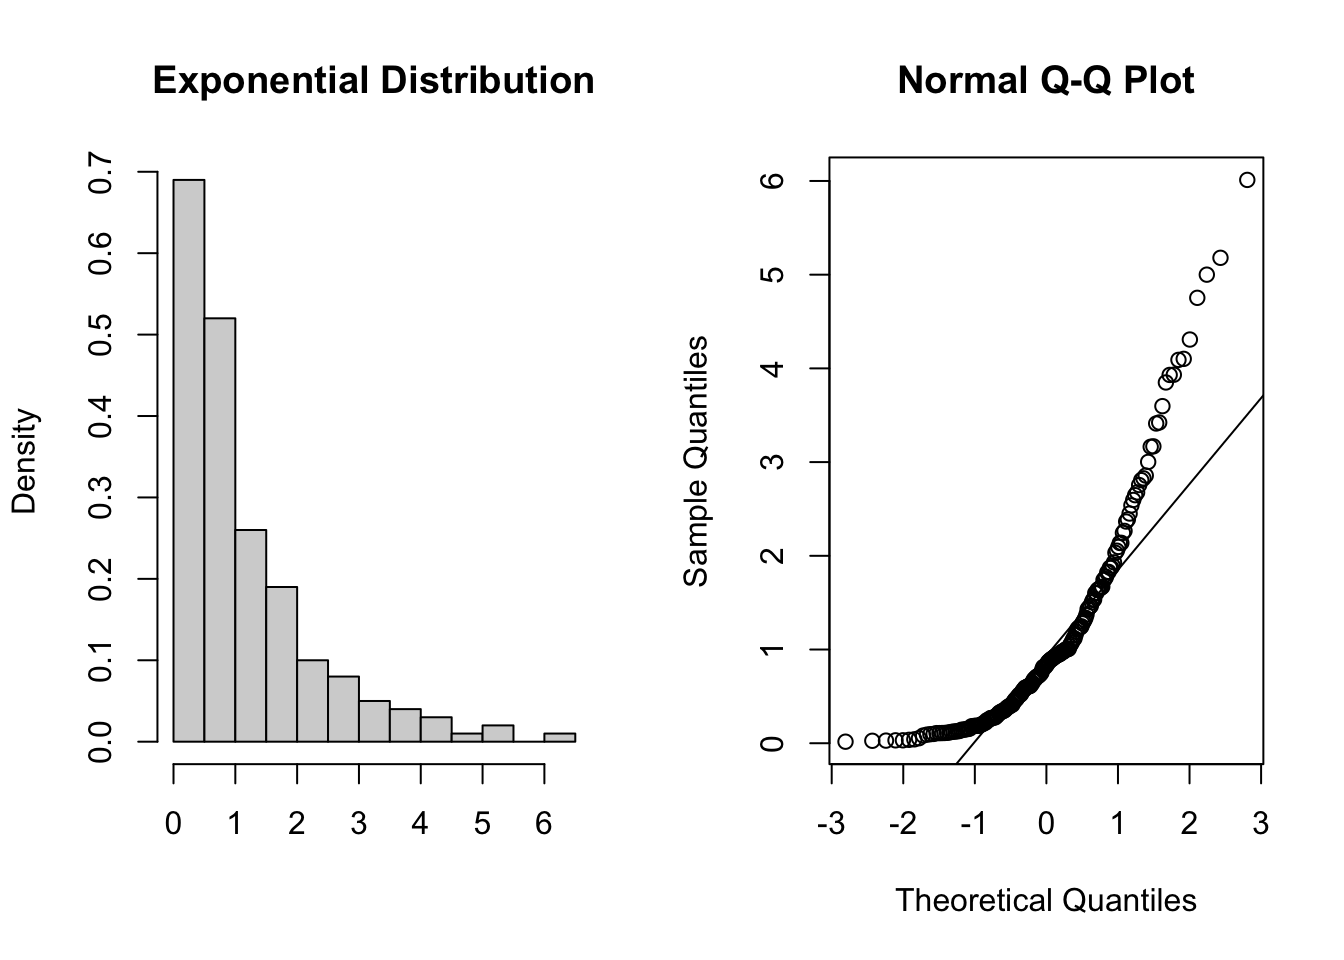 Exponential Distribution
Density
0.0 0.1 0.2 0.3 0.4 0.5 0.6 0.7
0 1 2 3 4 5 6
Normal Q-Q Plot
Sample Quantiles
0 1 2 3 4 5 6
-3 -2 -1 0 1 2 3
Theoretical Quantiles